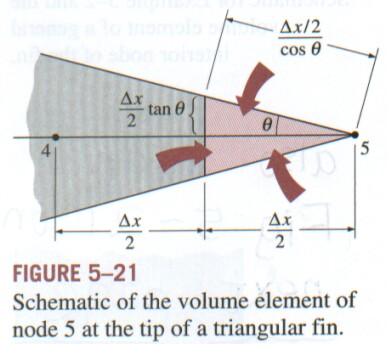 Δx/2
cos θ
Δx
2
tan θ
θ
4
5
Δx
2
Δx
2
FIGURE 5–21
Schematic of the volume element of
node 5 at the tip of a triangular fin.